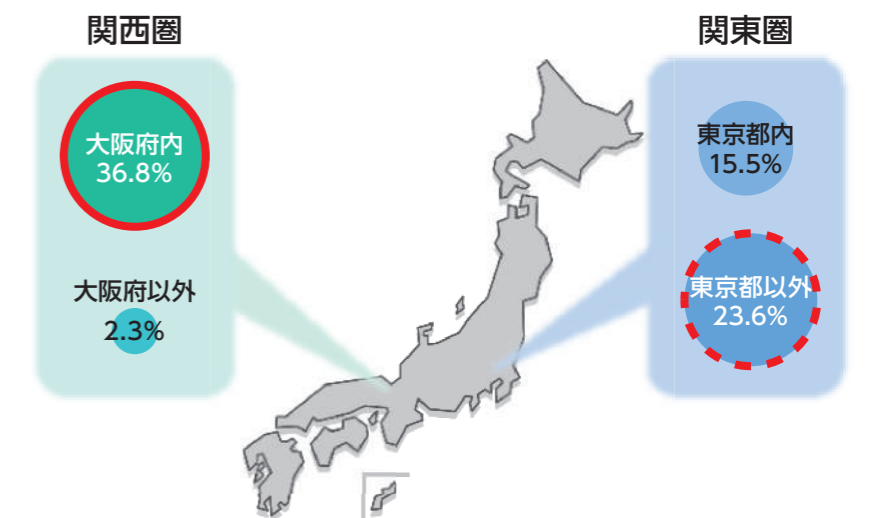 関西圏
大阪府内
36.8%
大阪府以外
2.3%
関東圏
東京都内
15.5%
東京都以外
23.6%